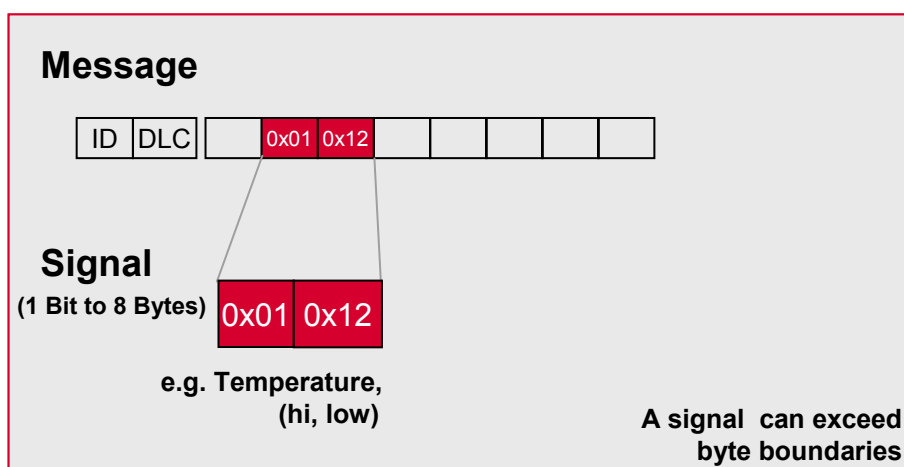 Message
ID DLC 0x01 0x12
Signal
(1 Bit to 8 Bytes)
0x01 0x12
e.g. Temperature,
(hi, low)
A signal can exceed
byte boundaries